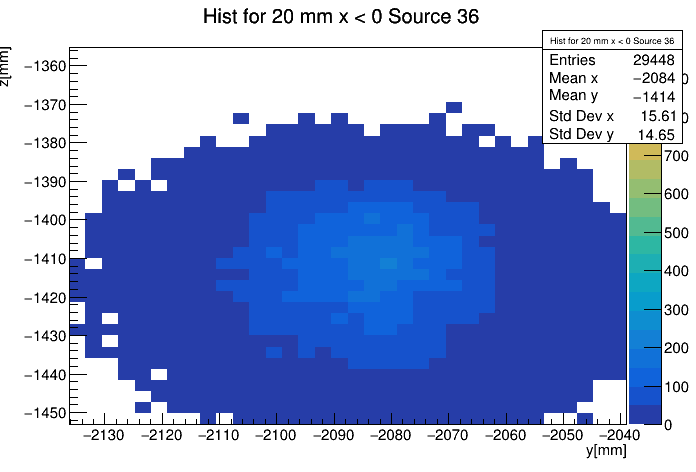 Hist for 20 mm x < 0 Source 36
Hist for 20 mm x < 0 Source 36
Entries 29448
Mean x −2084
Mean y −1414
Std Dev x 15.61
Std Dev y 14.65
z[mm]
−1360
−1370
−1380
−1390
−1400
−1410
−1420
−1430
−1440
−1450
−2130 −2120 −2110 −2100 −2090 −2080 −2070 −2060 −2050 −2040
y[mm]
700
600
500
400
300
200
100
0